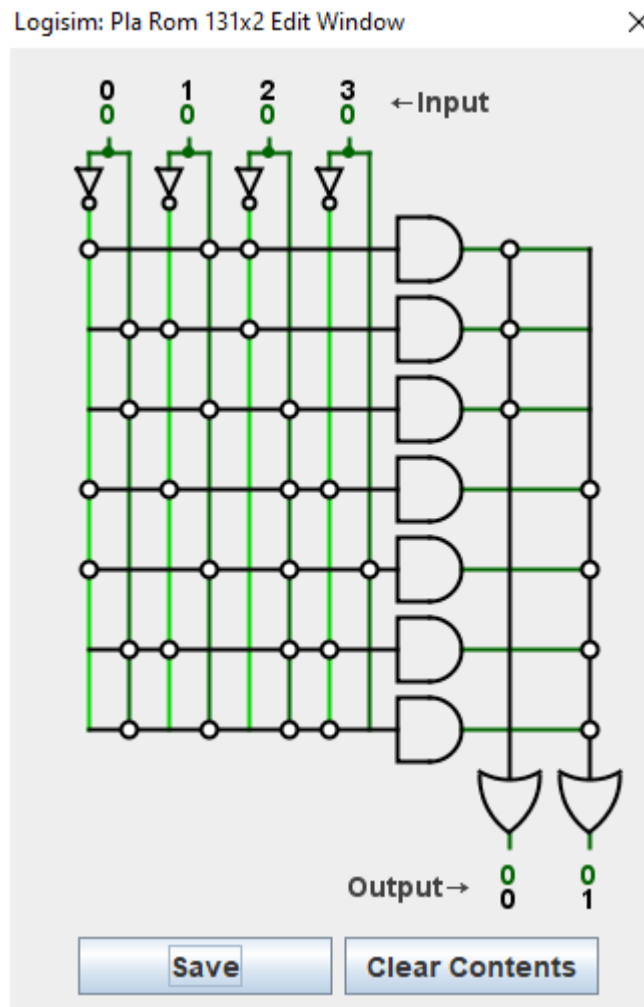 Logisim: Pla Rom 131x2 Edit Window
0 1 2 3
0 0 0 0 ←Input
Output→ 0 0
0 1
Save Clear Contents